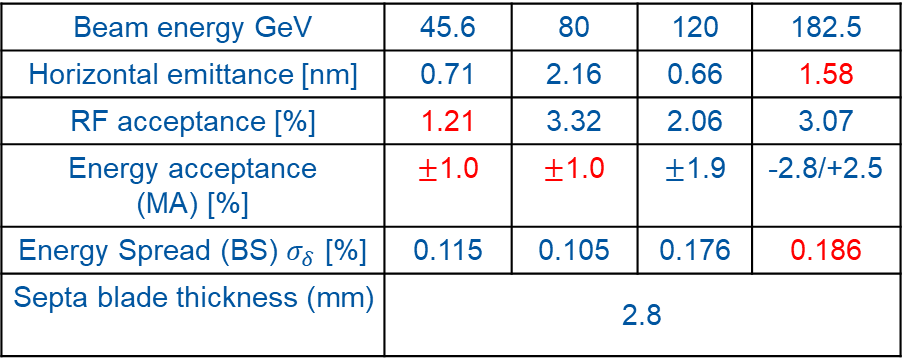 Beam energy GeV 45.6 80 120 182.5
Horizontal emittance [nm] 0.71 2.16 0.66 1.58
RF acceptance [%] 1.21 3.32 2.06 3.07
Energy acceptance
(MA) [%] ±1.0 ±1.0 ±1.9 -2.8/+2.5
Energy Spread (BS) σ_δ [%] 0.115 0.105 0.176 0.186
Septa blade thickness (mm) 2.8